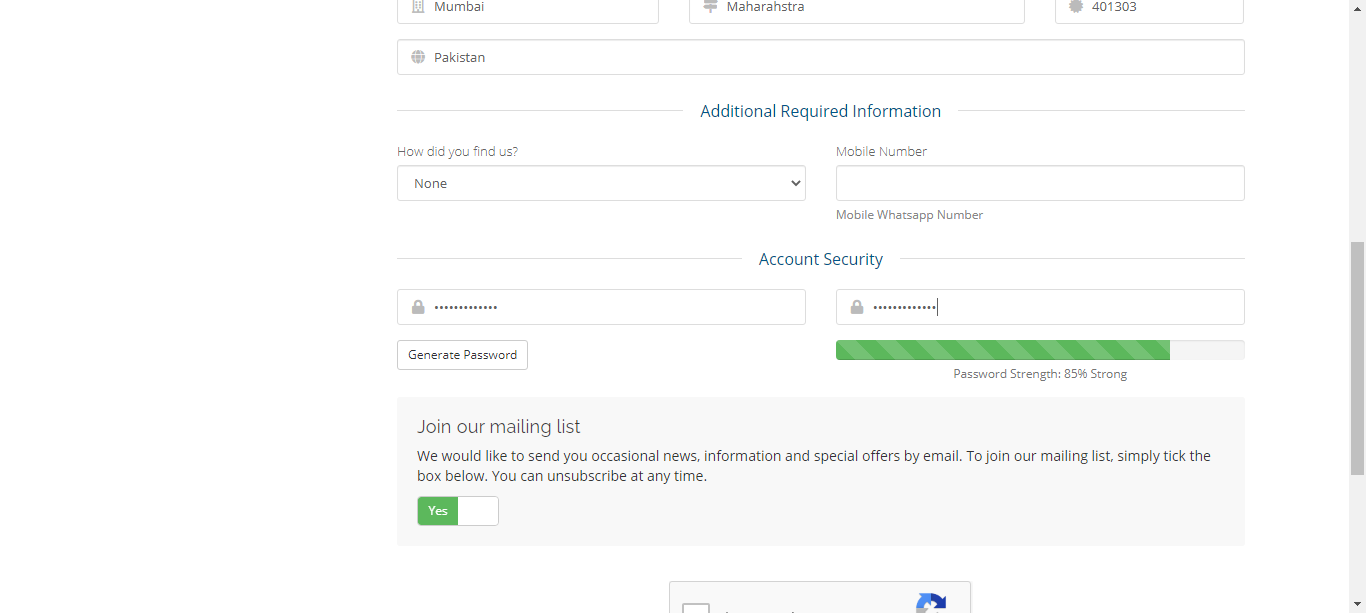 Mumbai Maharahstra 401303
Pakistan
Additional Required Information
How did you find us? Mobile Number
None
Mobile Whatsapp Number
Account Security
••••••••••••• •••••••••••••
Generate Password
Password Strength: 85% Strong
Join our mailing list
We would like to send you occasional news, information and special offers by email. To join our mailing list, simply tick the
box below. You can unsubscribe at any time.
Yes